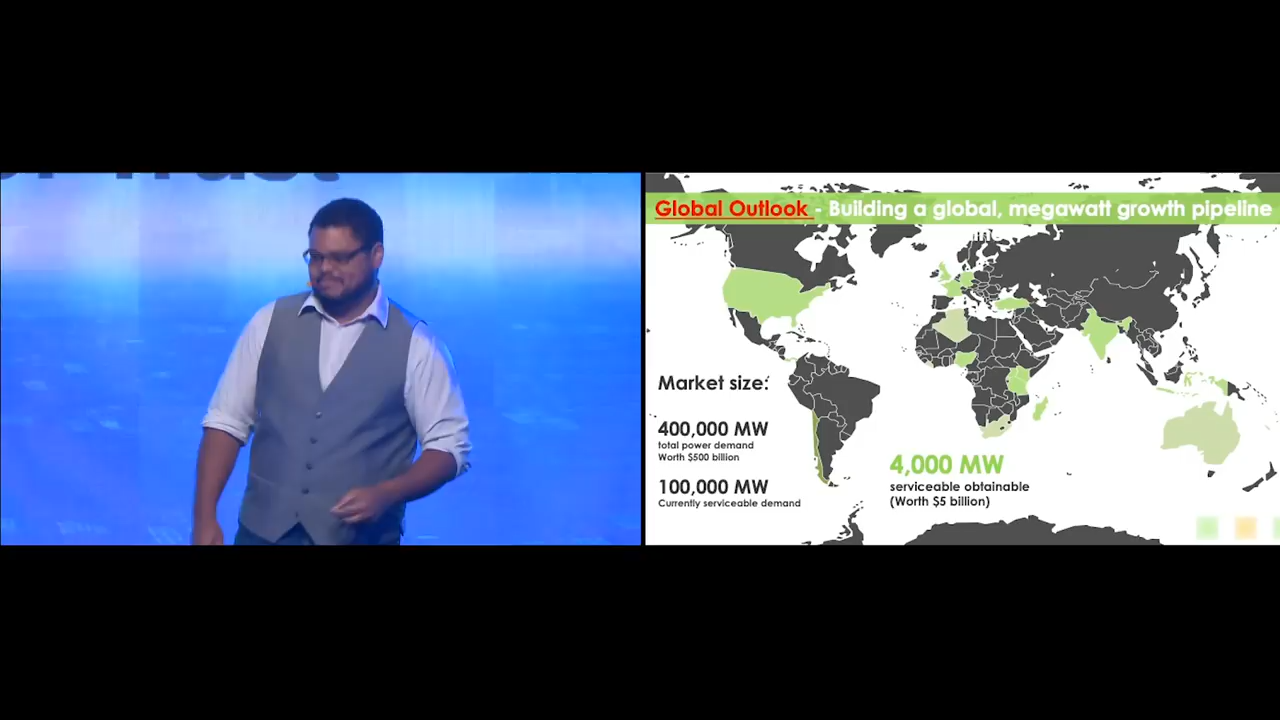 Trust
Global Outlook - Building a global, megawatt growth pipeline
Market size:
400,000 MW
total power demand
Worth $500 billion
100,000 MW
Currently serviceable demand
4,000 MW
serviceable obtainable
(Worth $5 billion)